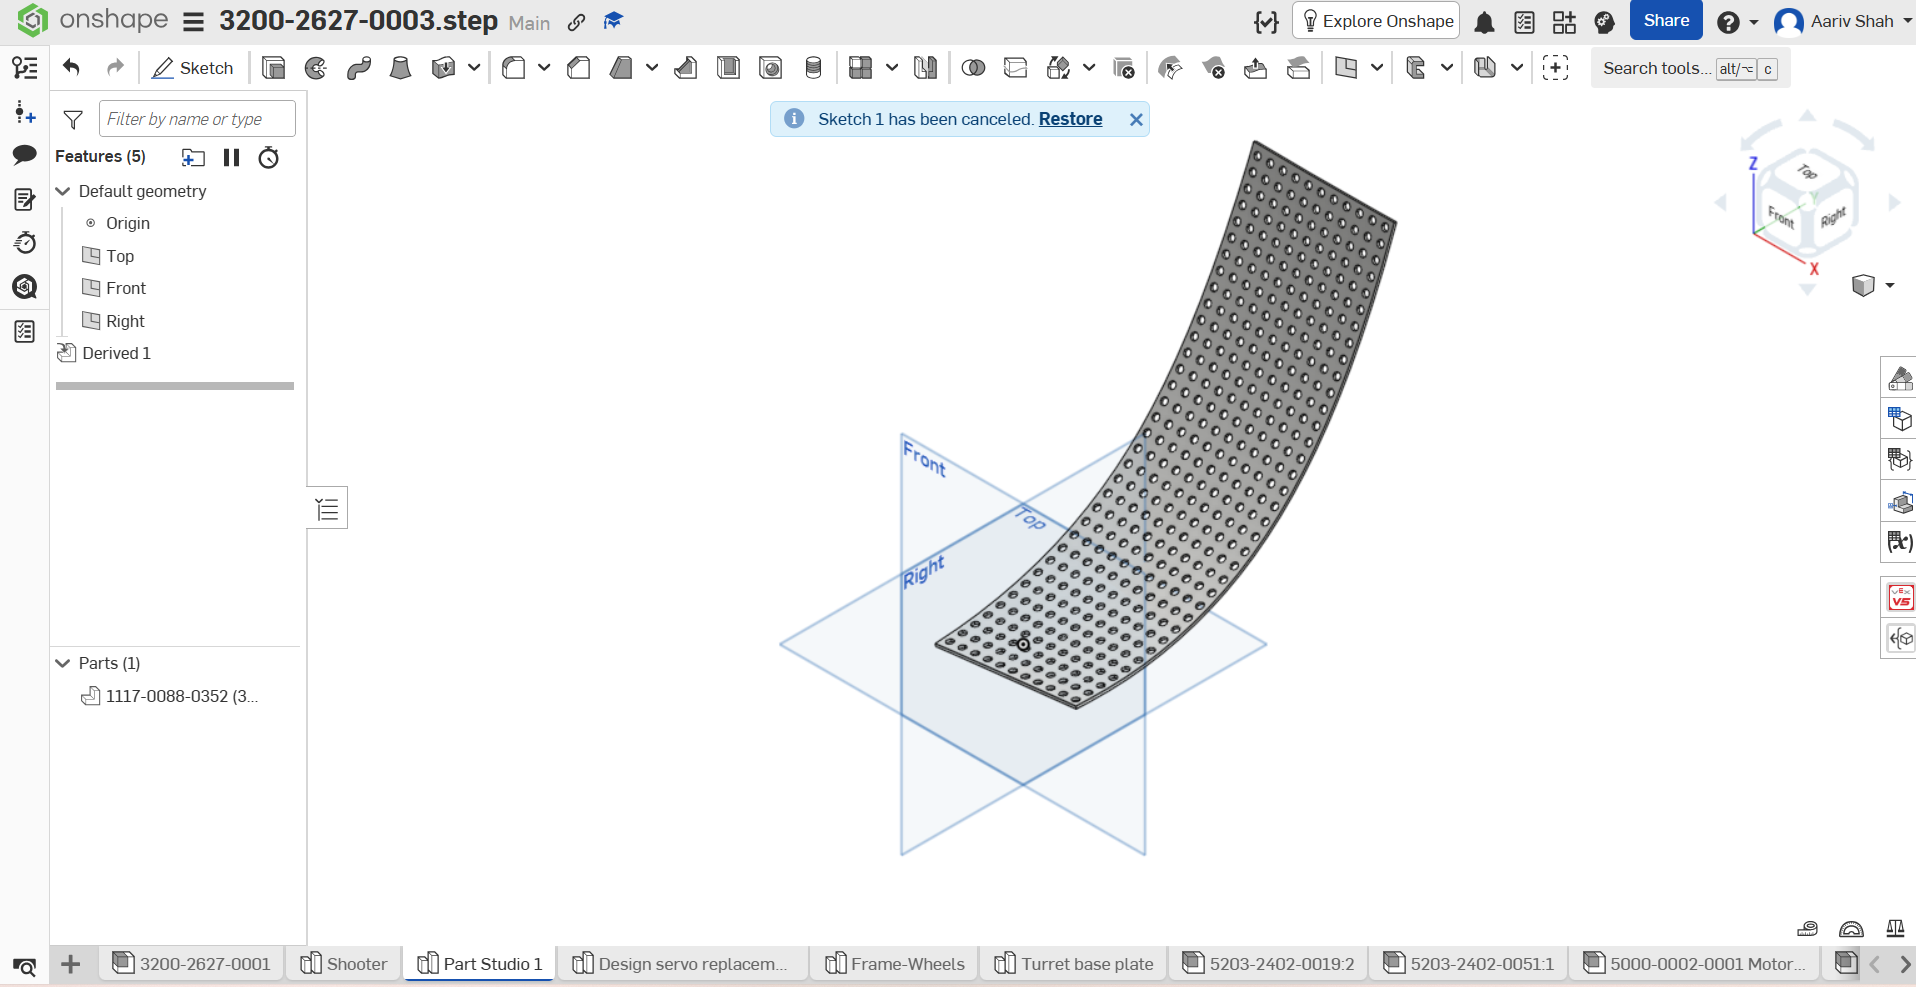 onshape 3200-2627-0003.step Main Explore Onshape Share Aariv Shah
Sketch Search tools... alt/⌥ c
Filter by name or type
Sketch 1 has been canceled. Restore
Features (5)
Default geometry
Origin
Top
Front
Right
Derived 1
Parts (1)
1117-0088-0352 (3...
Front
Top
Right
Top
Front
Right
Z
Y
X
(x)
VEX
V5
3200-2627-0001 Shooter Part Studio 1 Design servo replacem... Frame-Wheels Turret base plate 5203-2402-0019:2 5203-2402-0051:1 5000-0002-0001 Motor...